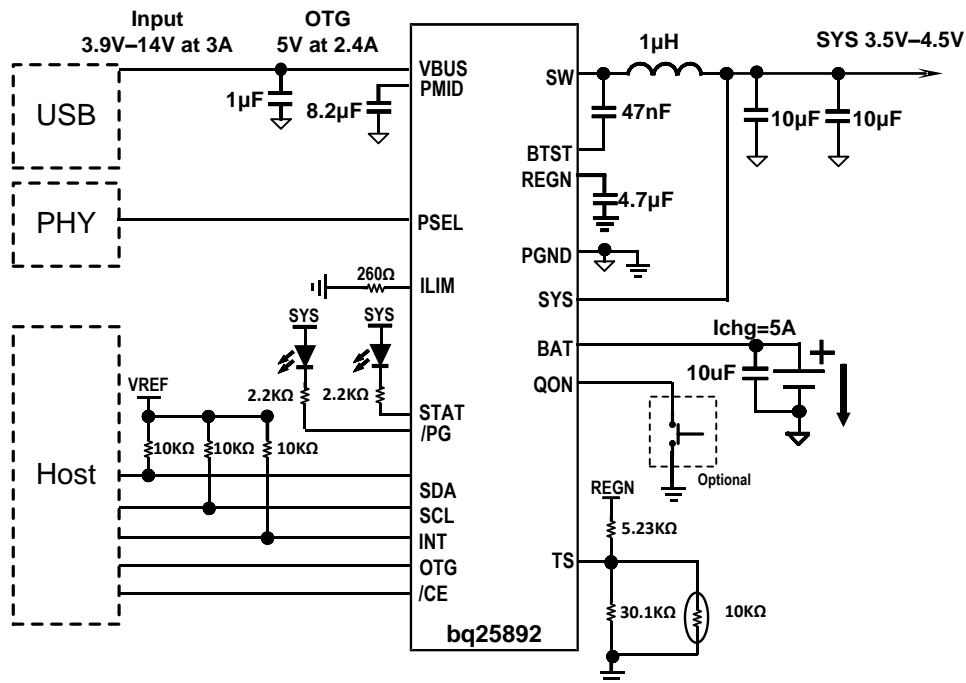 Input
3.9V–14V at 3A
OTG
5V at 2.4A
USB
1µF
8.2µF
VBUS
PMID
SW
1µH
SYS 3.5V–4.5V
47nF
10µF
10µF
BTST
REGN
4.7µF
PHY
PSEL
PGND
260Ω
ILIM
SYS
SYS
SYS
Ichg=5A
BAT
10uF
+
QON
VREF
2.2KΩ
2.2KΩ
STAT
/PG
10KΩ
10KΩ
10KΩ
Host
Optional
SDA
SCL
INT
OTG
/CE
REGN
5.23KΩ
TS
30.1KΩ
10KΩ
bq25892